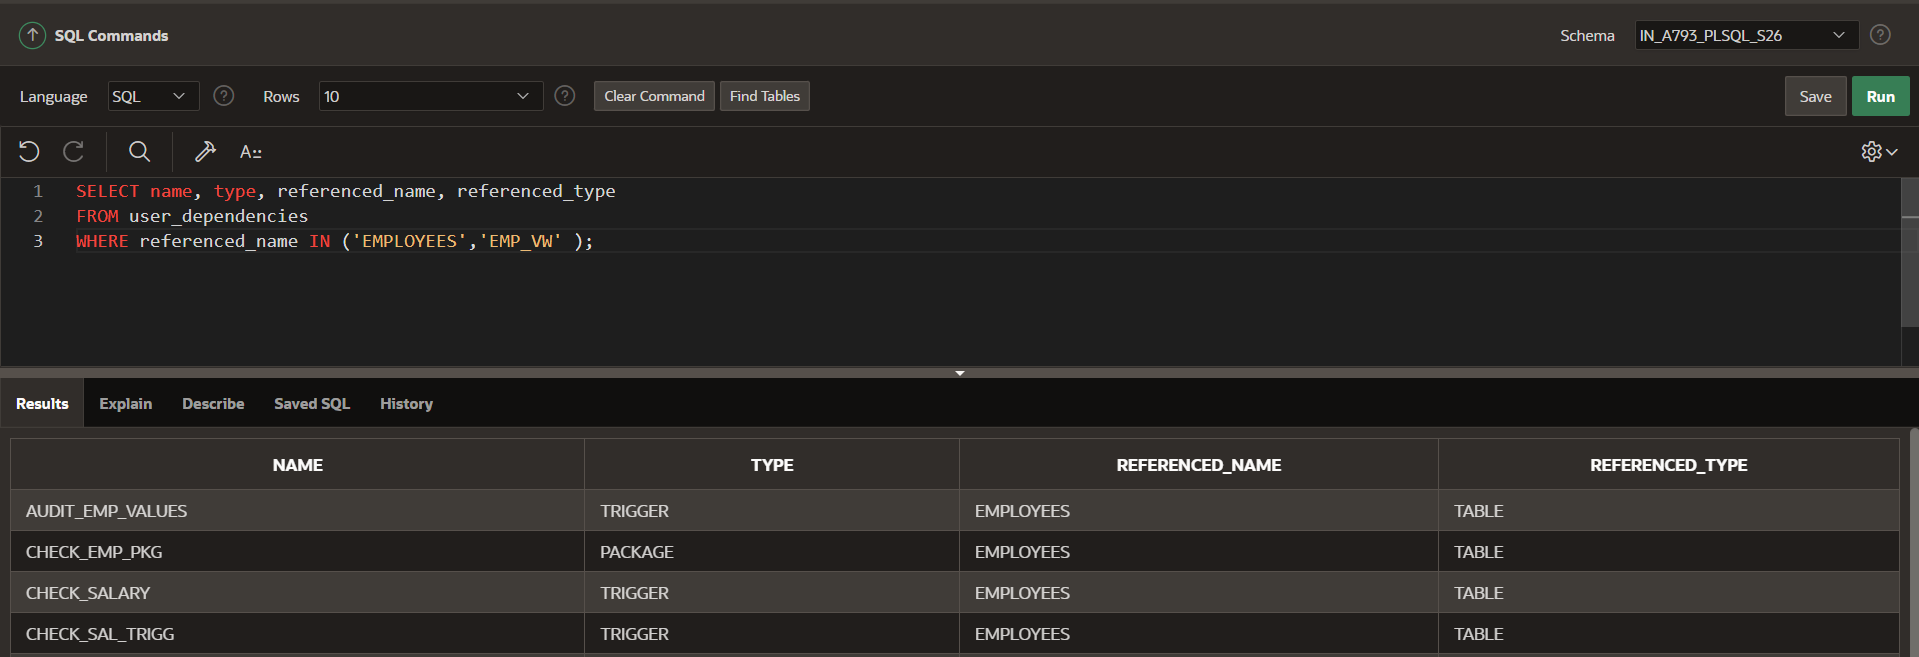 SQL Commands
Schema IN_A793_PLSQL_S26 ?
Language SQL ? Rows 10 ? Clear Command Find Tables Save Run
A::
1 SELECT name, type, referenced_name, referenced_type
2 FROM user_dependencies
3 WHERE referenced_name IN ('EMPLOYEES','EMP_VW' );
Results Explain Describe Saved SQL History
NAME TYPE REFERENCED_NAME REFERENCED_TYPE
AUDIT_EMP_VALUES TRIGGER EMPLOYEES TABLE
CHECK_EMP_PKG PACKAGE EMPLOYEES TABLE
CHECK_SALARY TRIGGER EMPLOYEES TABLE
CHECK_SAL_TRIGG TRIGGER EMPLOYEES TABLE